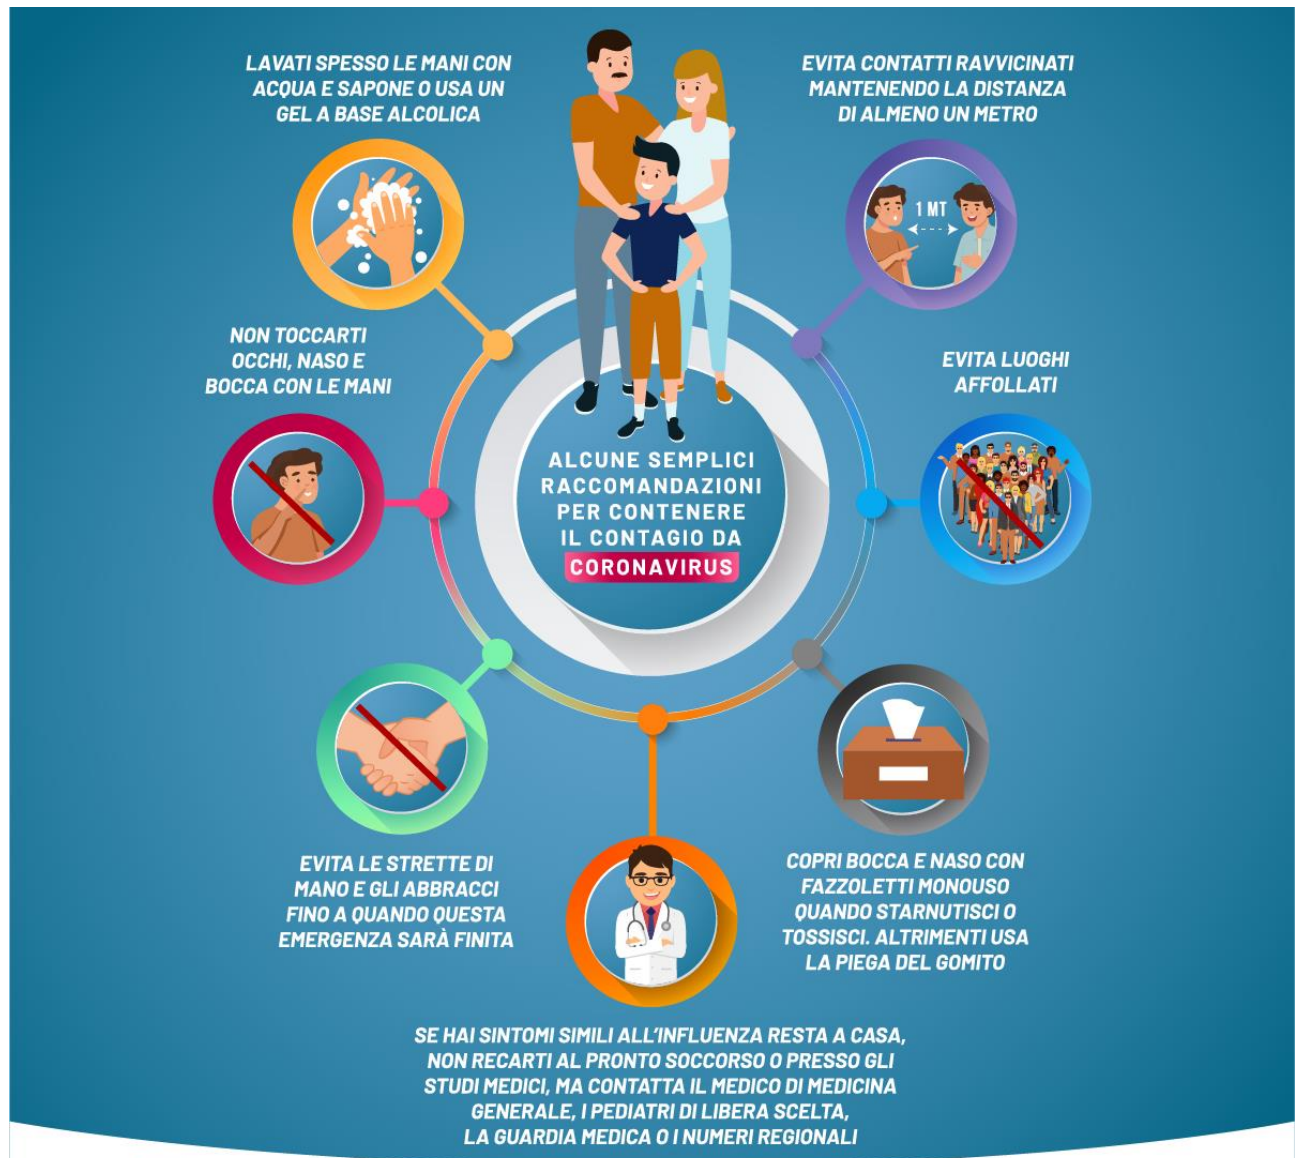 LAVATI SPESSO LE MANI CON
ACQUA E SAPONE O USA UN
GEL A BASE ALCOLICA
EVITA CONTATTI RAVVICINATI
MANTENENDO LA DISTANZA
DI ALMENO UN METRO
1 MT
NON TOCCARTI
OCCHI, NASO E
BOCCA CON LE MANI
EVITA LUOGHI
AFFOLLATI
ALCUNE SEMPLICI
RACCOMANDAZIONI
PER CONTENERE
IL CONTAGIO DA
CORONAVIRUS
EVITA LE STRETTE DI
MANO E GLI ABBRACCI
FINO A QUANDO QUESTA
EMERGENZA SARÀ FINITA
COPRI BOCCA E NASO CON
FAZZOLETTI MONOUSO
QUANDO STARNUTISCI O
TOSSISCI. ALTRIMENTI USA
LA PIEGA DEL GOMITO
SE HAI SINTOMI SIMILI ALL'INFLUENZA RESTA A CASA,
NON RECARTI AL PRONTO SOCCORSO O PRESSO GLI
STUDI MEDICI, MA CONTATTA IL MEDICO DI MEDICINA
GENERALE, I PEDIATRI DI LIBERA SCELTA,
LA GUARDIA MEDICA O I NUMERI REGIONALI